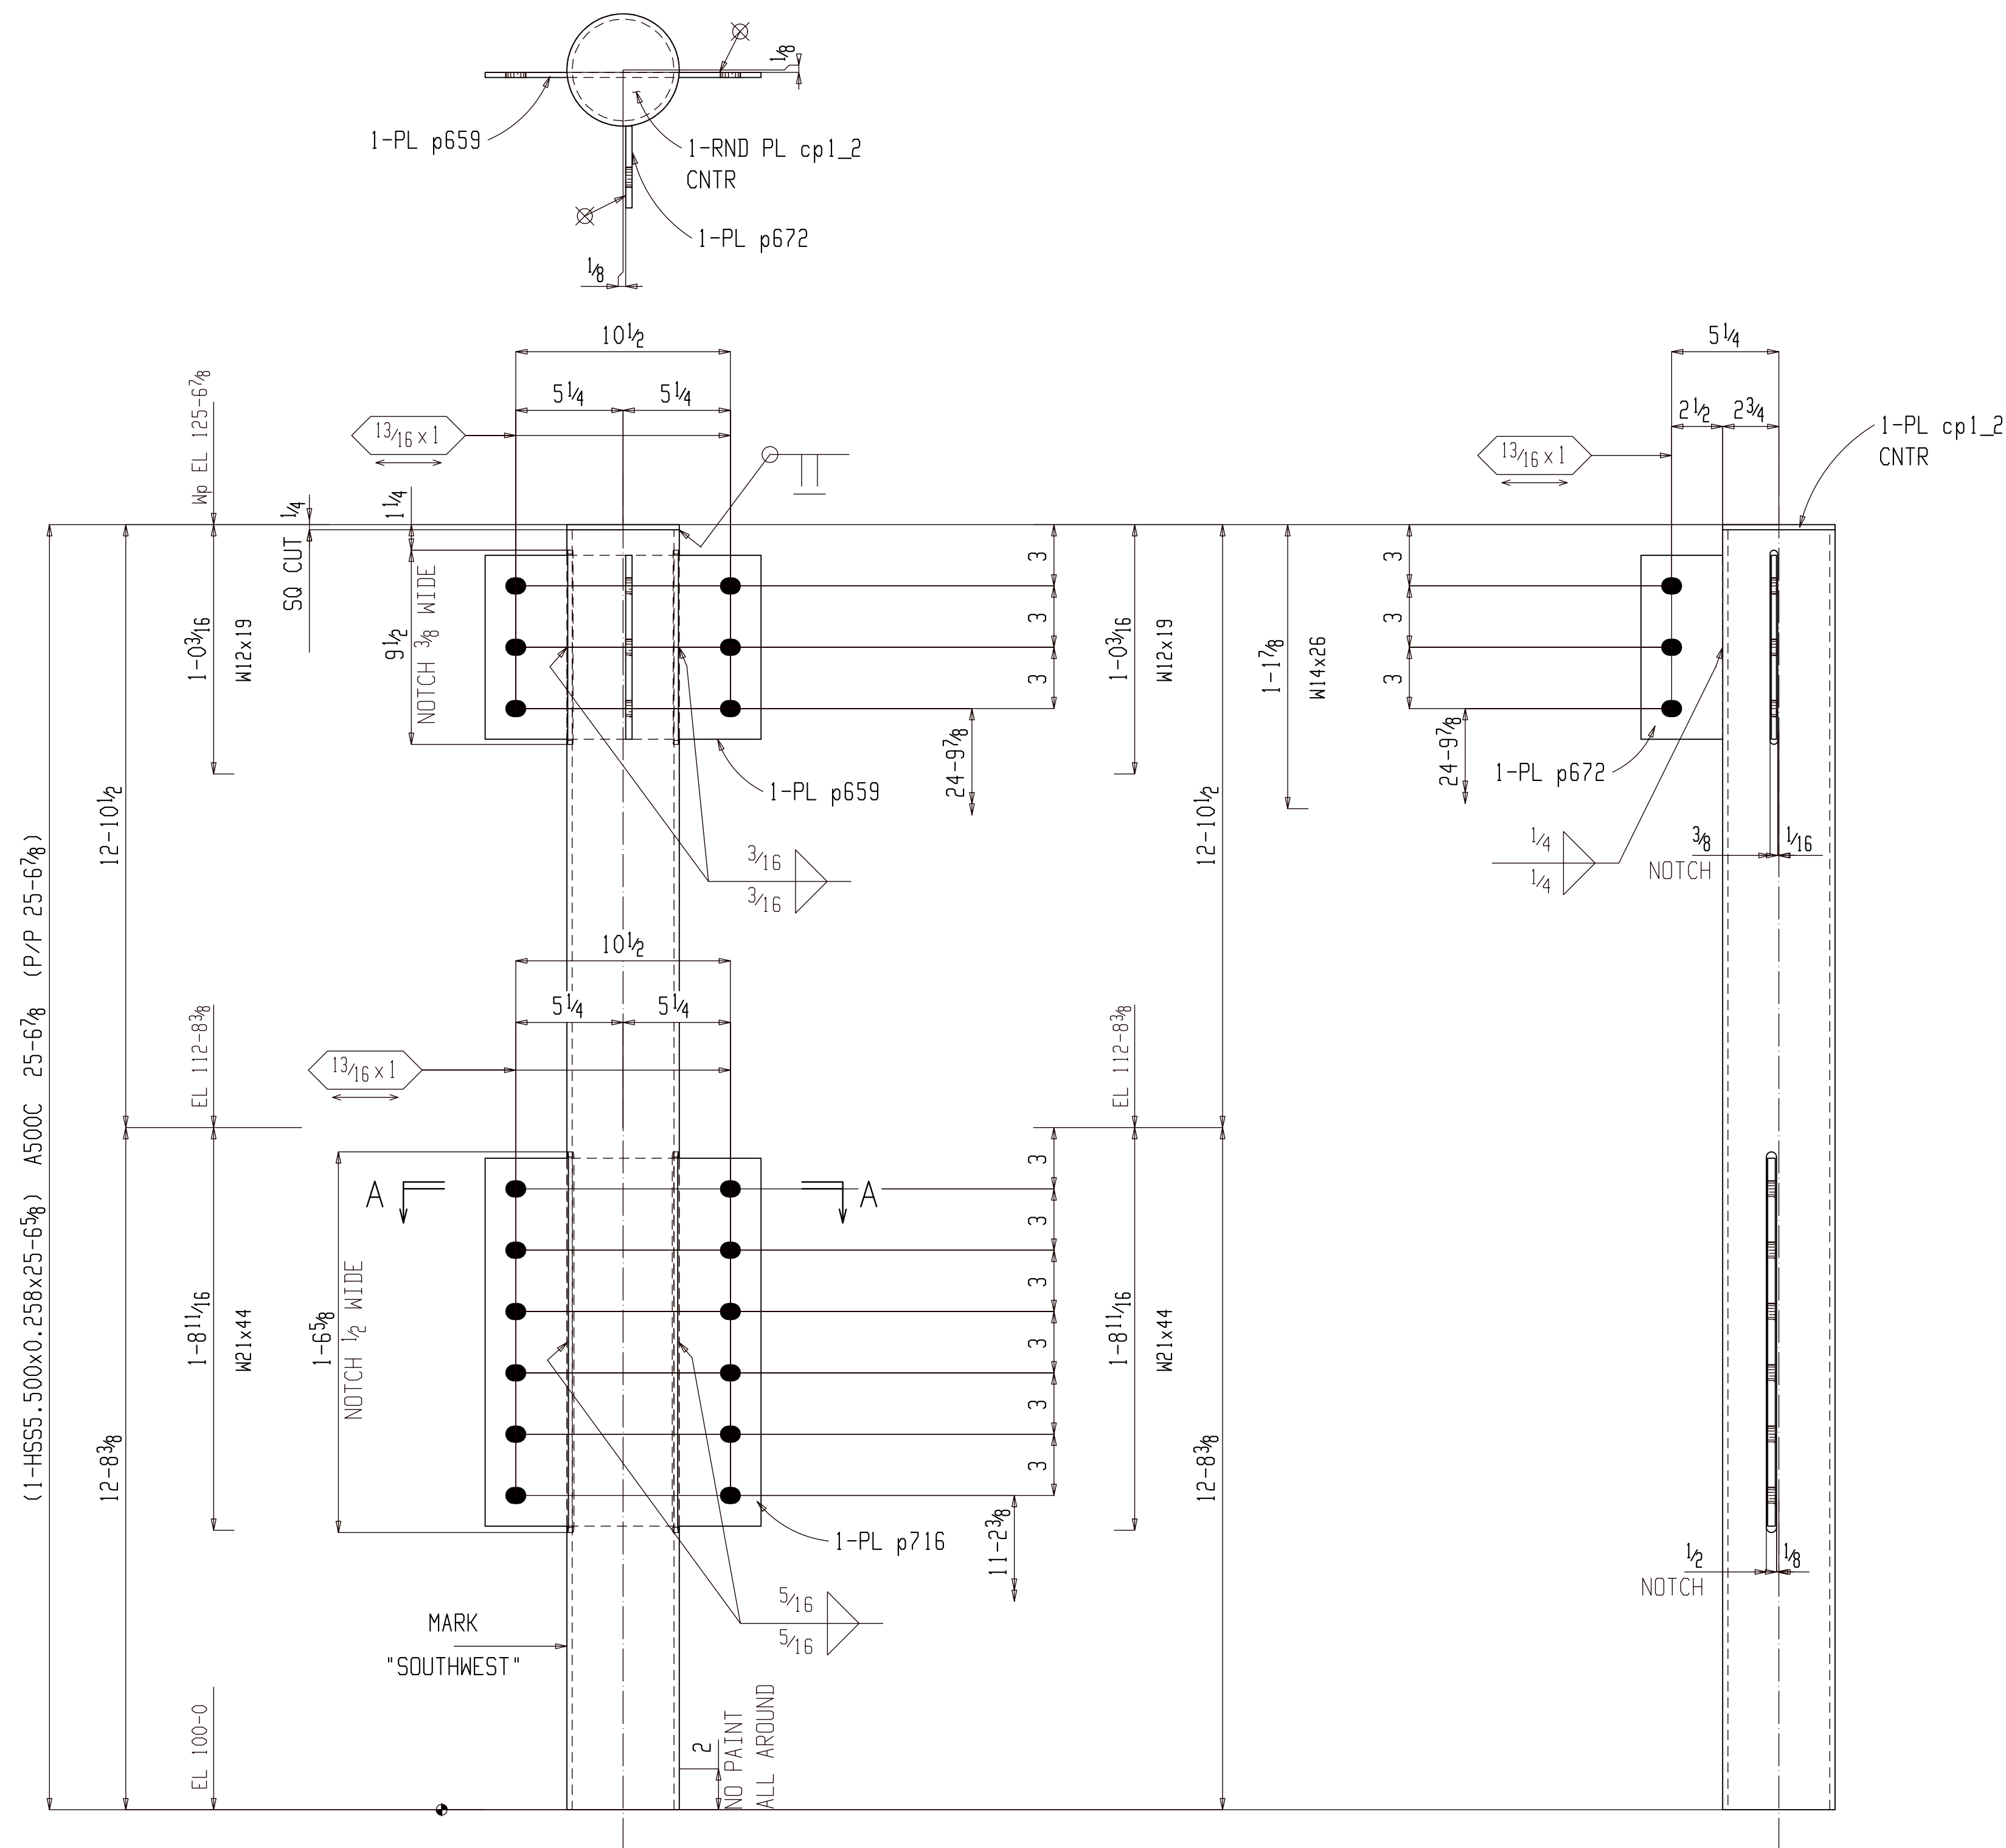 1/8
1-PL p659
1-RND PL cp1_2
CNTR
1-PL p672
1/8
10 1/2
5 1/4
5 1/4
5 1/4
2 1/2
2 3/4
1-PL cp1_2
CNTR
13/16 x 1
13/16 x 1
Wp EL 125-6 7/8
1/4
SQ CUT
1 1/4
9 1/2
NOTCH 3/8 WIDE
1-0 3/16
W12x19
3
3
3
1-0 3/16
W12x19
1-1 7/8
W14x26
3
3
3
24-9 7/8
24-9 7/8
1-PL p659
1-PL p672
12-10 1/2
12-10 1/2
3/16
3/16
1/4
1/4
3/8
1/16
NOTCH
(1-HSS5.500x0.258x25-6 5/8) A500C 25-6 7/8 (P/P 25-6 7/8)
10 1/2
5 1/4
5 1/4
EL 112-8 3/8
EL 112-8 3/8
13/16 x 1
A
A
3
3
3
3
3
3
1-8 11/16
W21x44
1-6 5/8
NOTCH 1/2 WIDE
1-8 11/16
W21x44
12-8 3/8
12-8 3/8
11-2 3/8
1-PL p716
1/2
1/8
NOTCH
5/16
5/16
MARK
"SOUTHWEST"
EL 100-0
2
NO PAINT
ALL AROUND